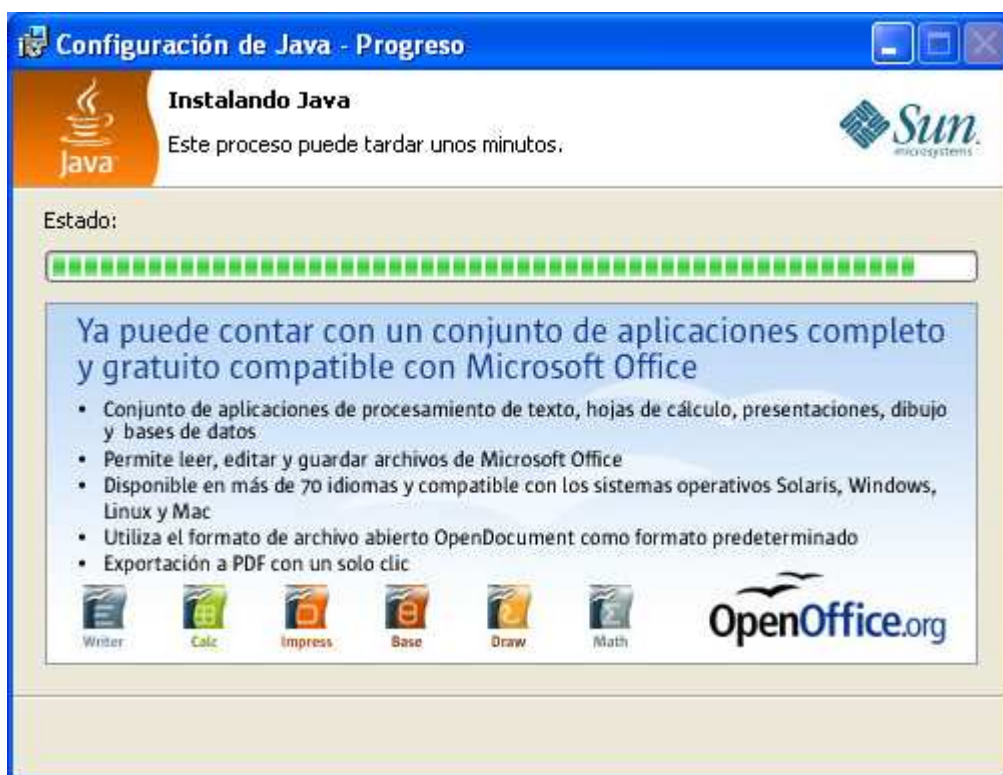 Configuración de Java - Progreso
Instalando Java
Este proceso puede tardar unos minutos.
Java
Sun
microsystems
Estado:
Ya puede contar con un conjunto de aplicaciones completo
y gratuito compatible con Microsoft Office
• Conjunto de aplicaciones de procesamiento de texto, hojas de cálculo, presentaciones, dibujo
y bases de datos
• Permite leer, editar y guardar archivos de Microsoft Office
• Disponible en más de 70 idiomas y compatible con los sistemas operativos Solaris, Windows,
Linux y Mac
• Utiliza el formato de archivo abierto OpenDocument como formato predeterminado
• Exportación a PDF con un solo clic
Writer Calc Impress Base Draw Math
OpenOffice.org